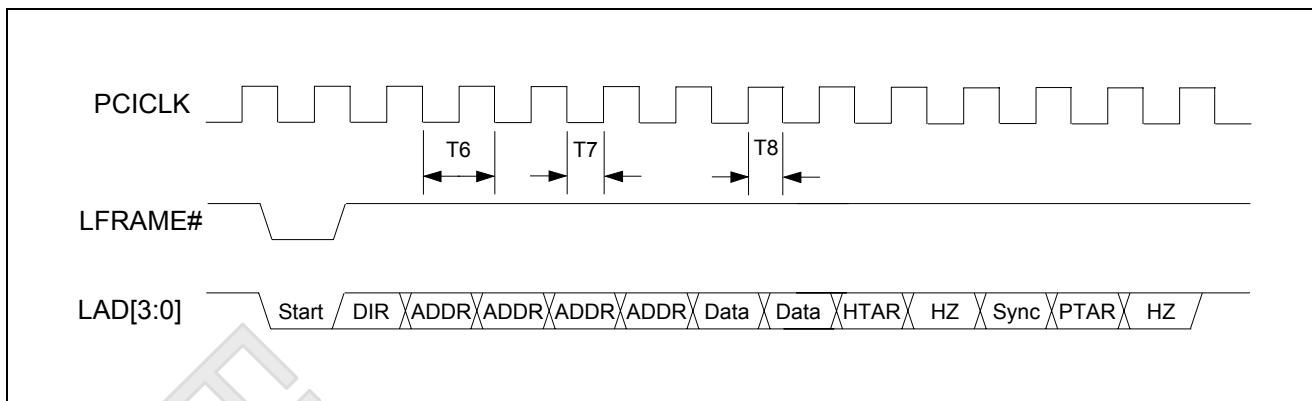 PCICLK
T6 T7 T8
LFRAME#
LAD[3:0] Start DIR ADDR ADDR ADDR ADDR Data Data HTAR HZ Sync PTAR HZ